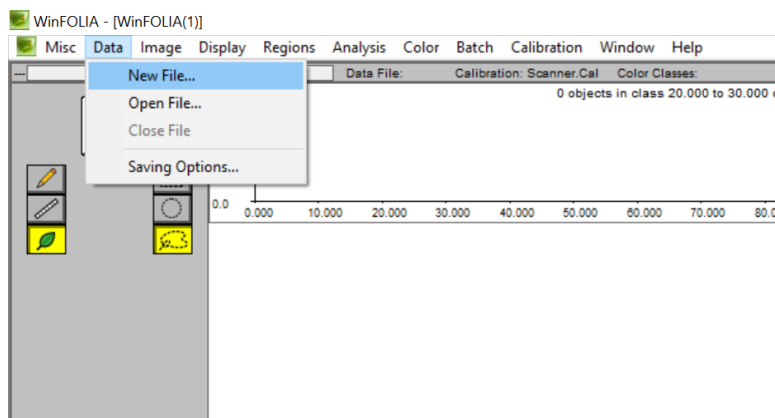 WinFOLIA - [WinFOLIA(1)]
Misc Data Image Display Regions Analysis Color Batch Calibration Window Help
--- Data File: Calibration: Scanner.Cal Color Classes:
New File...
0 objects in class 20.000 to 30.000
Open File...
Close File
Saving Options...
0.0
0.000 10.000 20.000 30.000 40.000 50.000 60.000 70.000 80.0